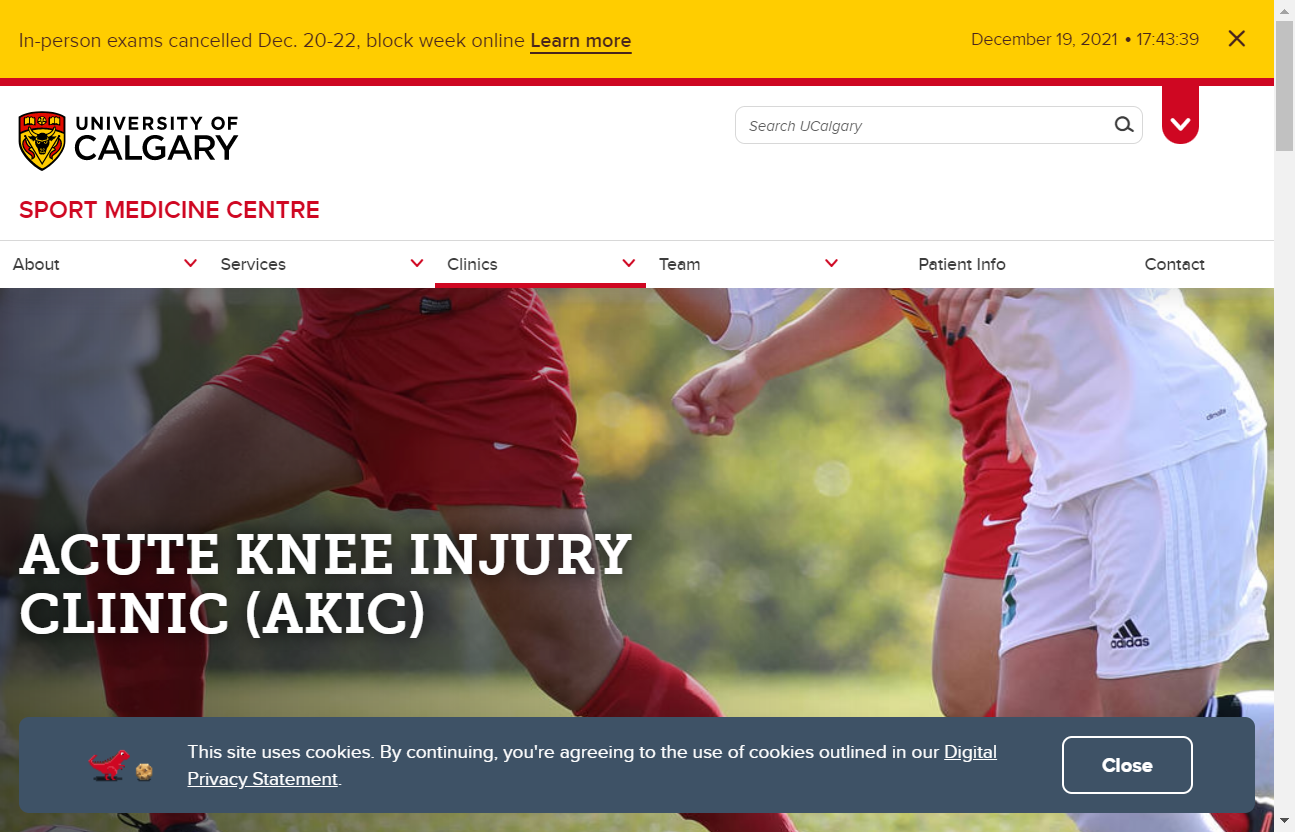 In-person exams cancelled Dec. 20-22, block week online Learn more
December 19, 2021 • 17:43:39
UNIVERSITY OF
CALGARY
Search UCalgary
SPORT MEDICINE CENTRE
About
Services
Clinics
Team
Patient Info
Contact
climalite
ACUTE KNEE INJURY
CLINIC (AKIC)
adidas
This site uses cookies. By continuing, you're agreeing to the use of cookies outlined in our Digital
Privacy Statement.
Close